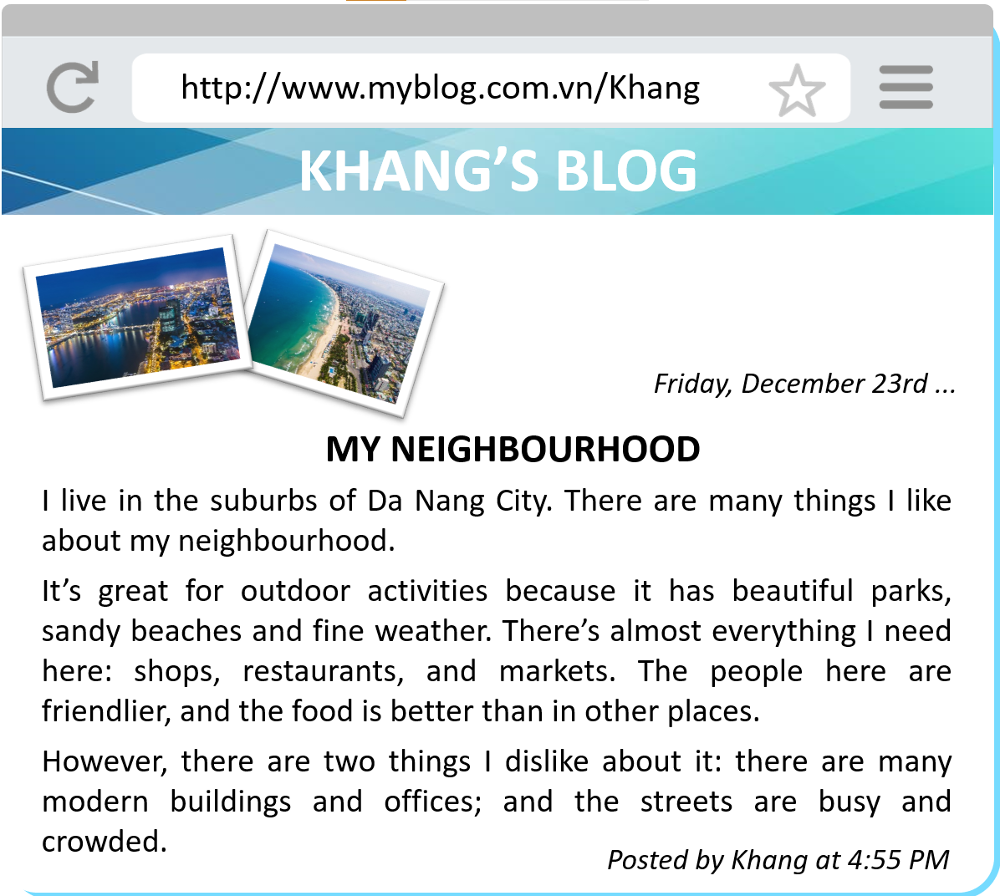 http://www.myblog.com.vn/Khang
KHANG’S BLOG
Friday, December 23rd ...
MY NEIGHBOURHOOD
I live in the suburbs of Da Nang City. There are many things I like
about my neighbourhood.
It’s great for outdoor activities because it has beautiful parks,
sandy beaches and fine weather. There’s almost everything I need
here: shops, restaurants, and markets. The people here are
friendlier, and the food is better than in other places.
However, there are two things I dislike about it: there are many
modern buildings and offices; and the streets are busy and
crowded.
Posted by Khang at 4:55 PM